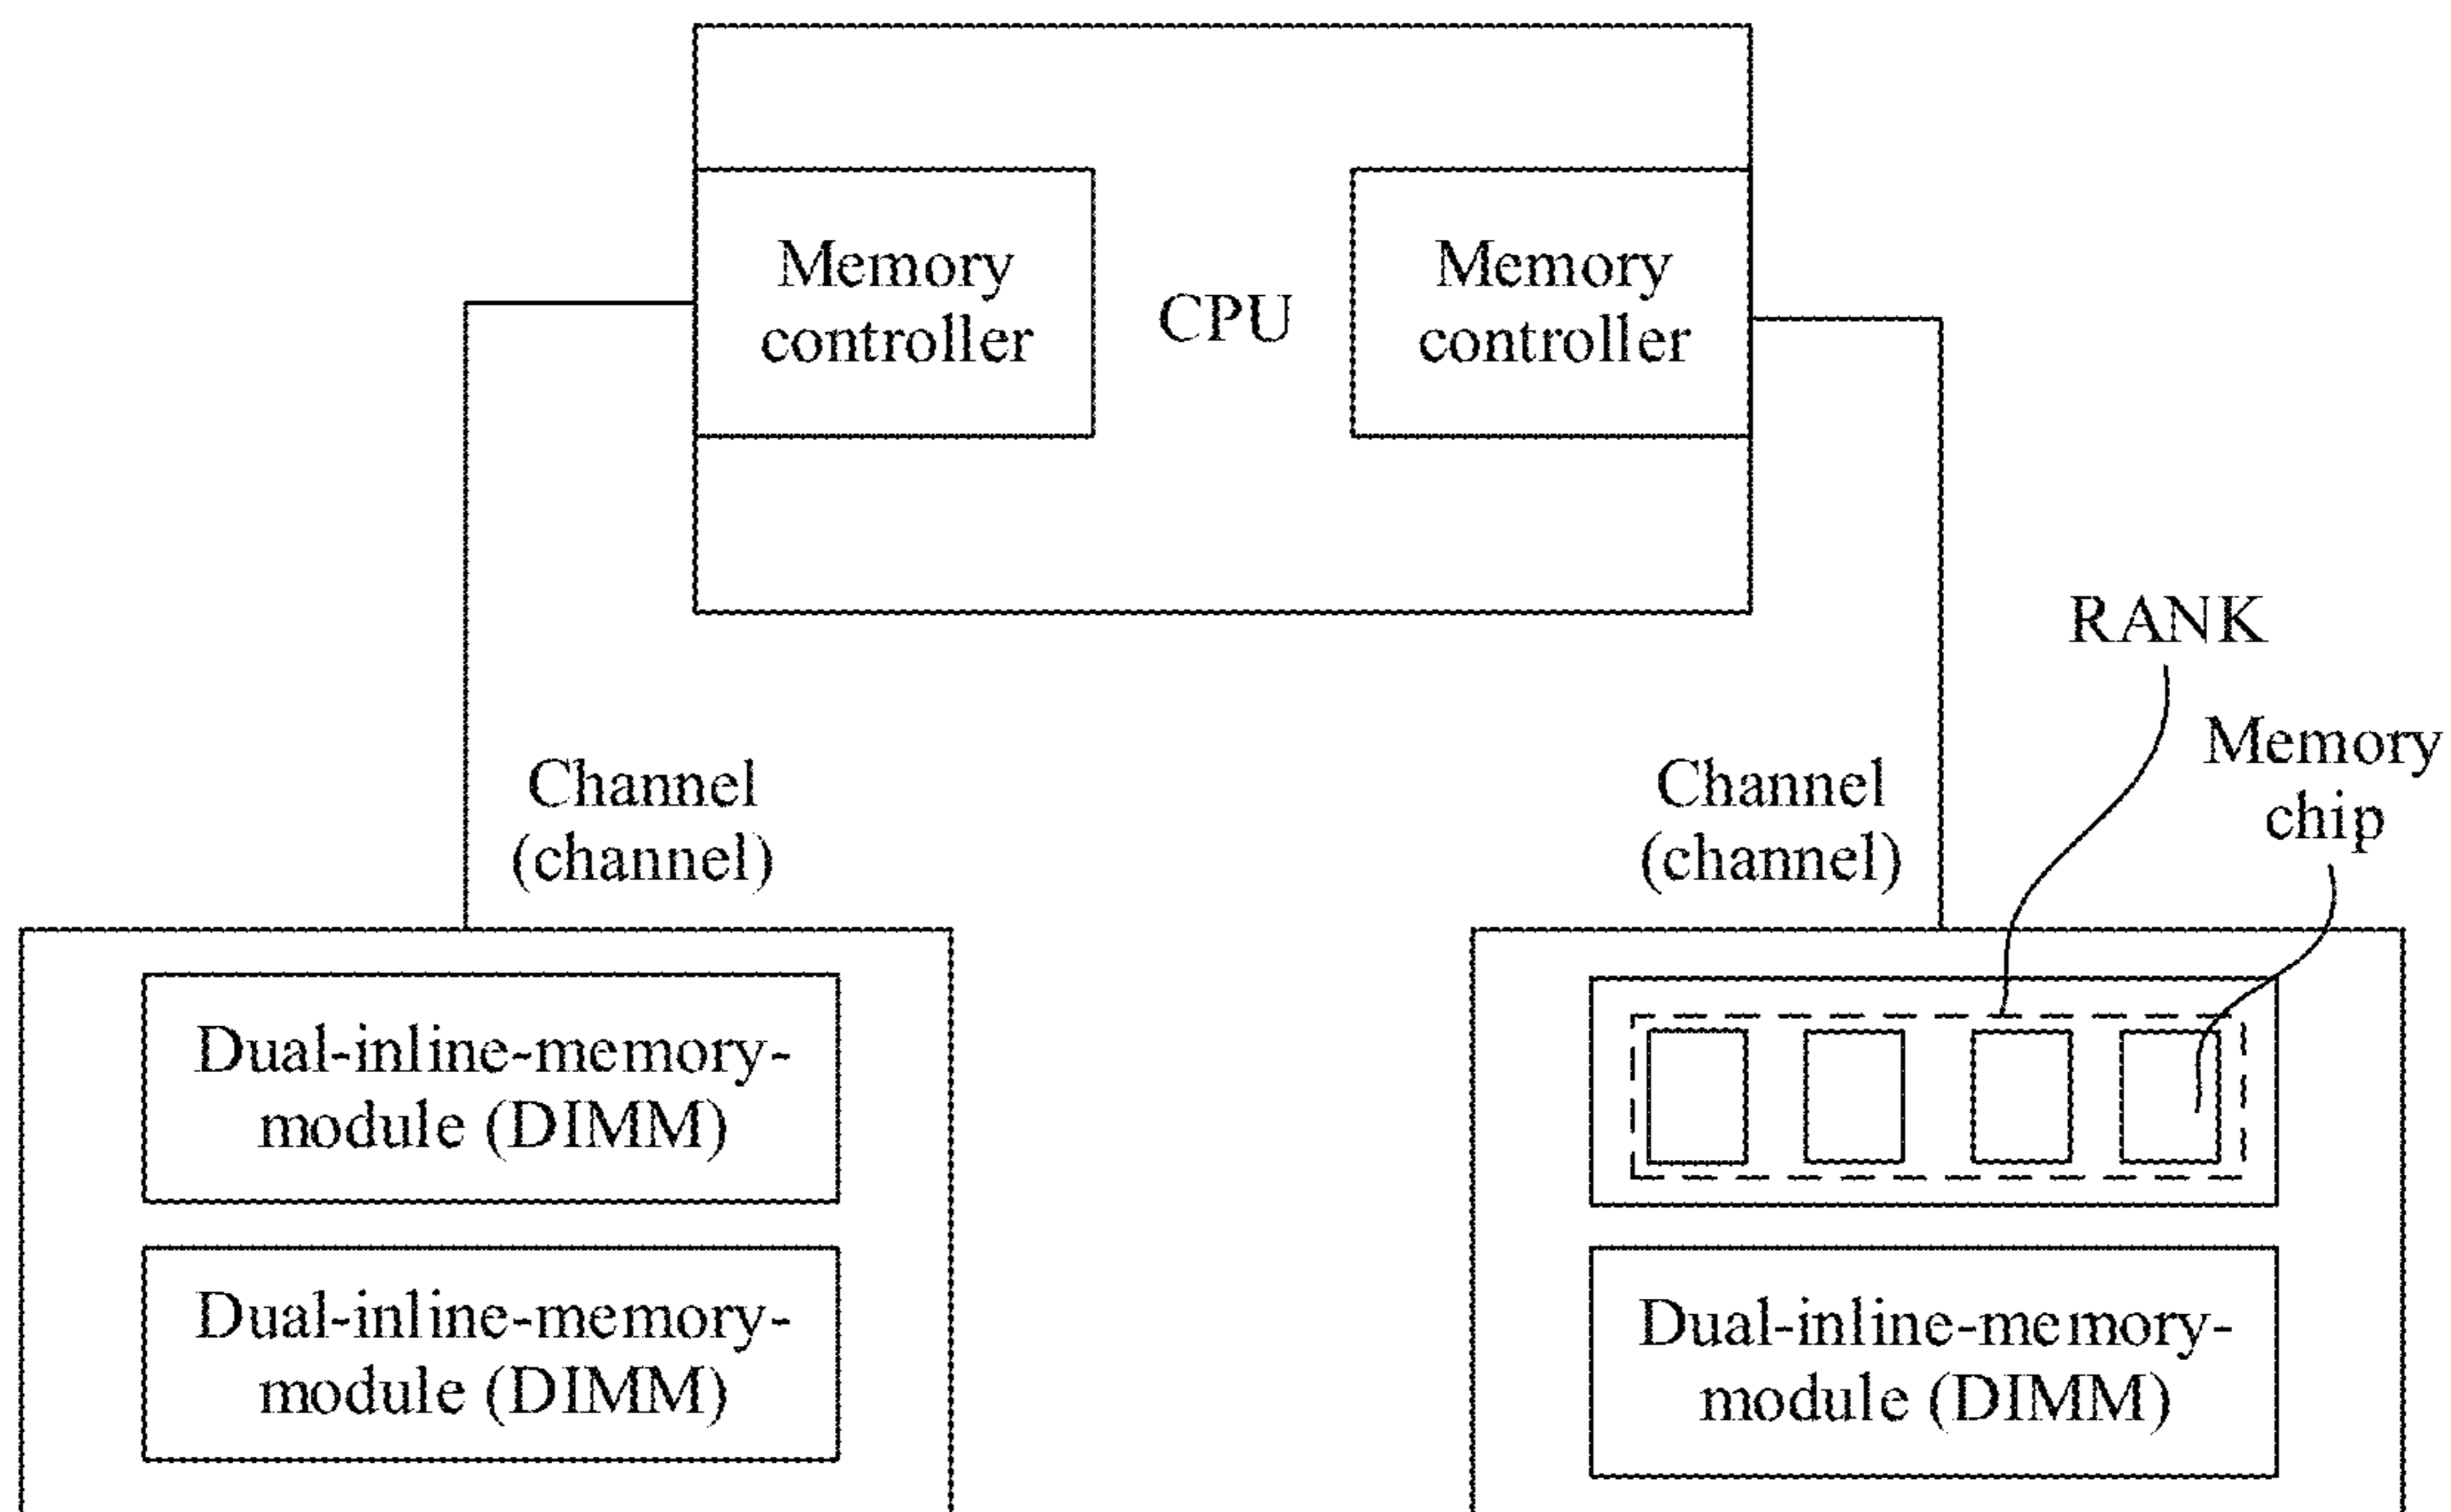 Memory
controller
CPU
Memory
controller
RANK
Memory
chip
Channel
(channel)
Channel
(channel)
Dual-inline-memory-
module (DIMM)
Dual-inline-memory-
module (DIMM)
Dual-inline-memory-
module (DIMM)